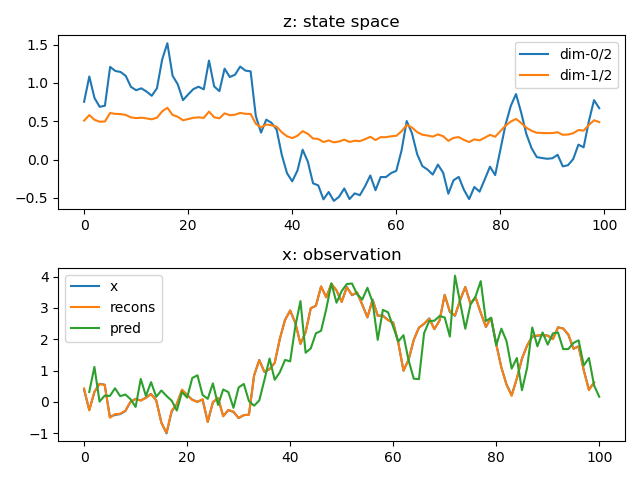 z: state space
1.5
1.0
0.5
0.0
−0.5
dim-0/2
dim-1/2
0 20 40 60 80 100
x: observation
4
3
2
1
0
−1
x
recons
pred
0 20 40 60 80 100